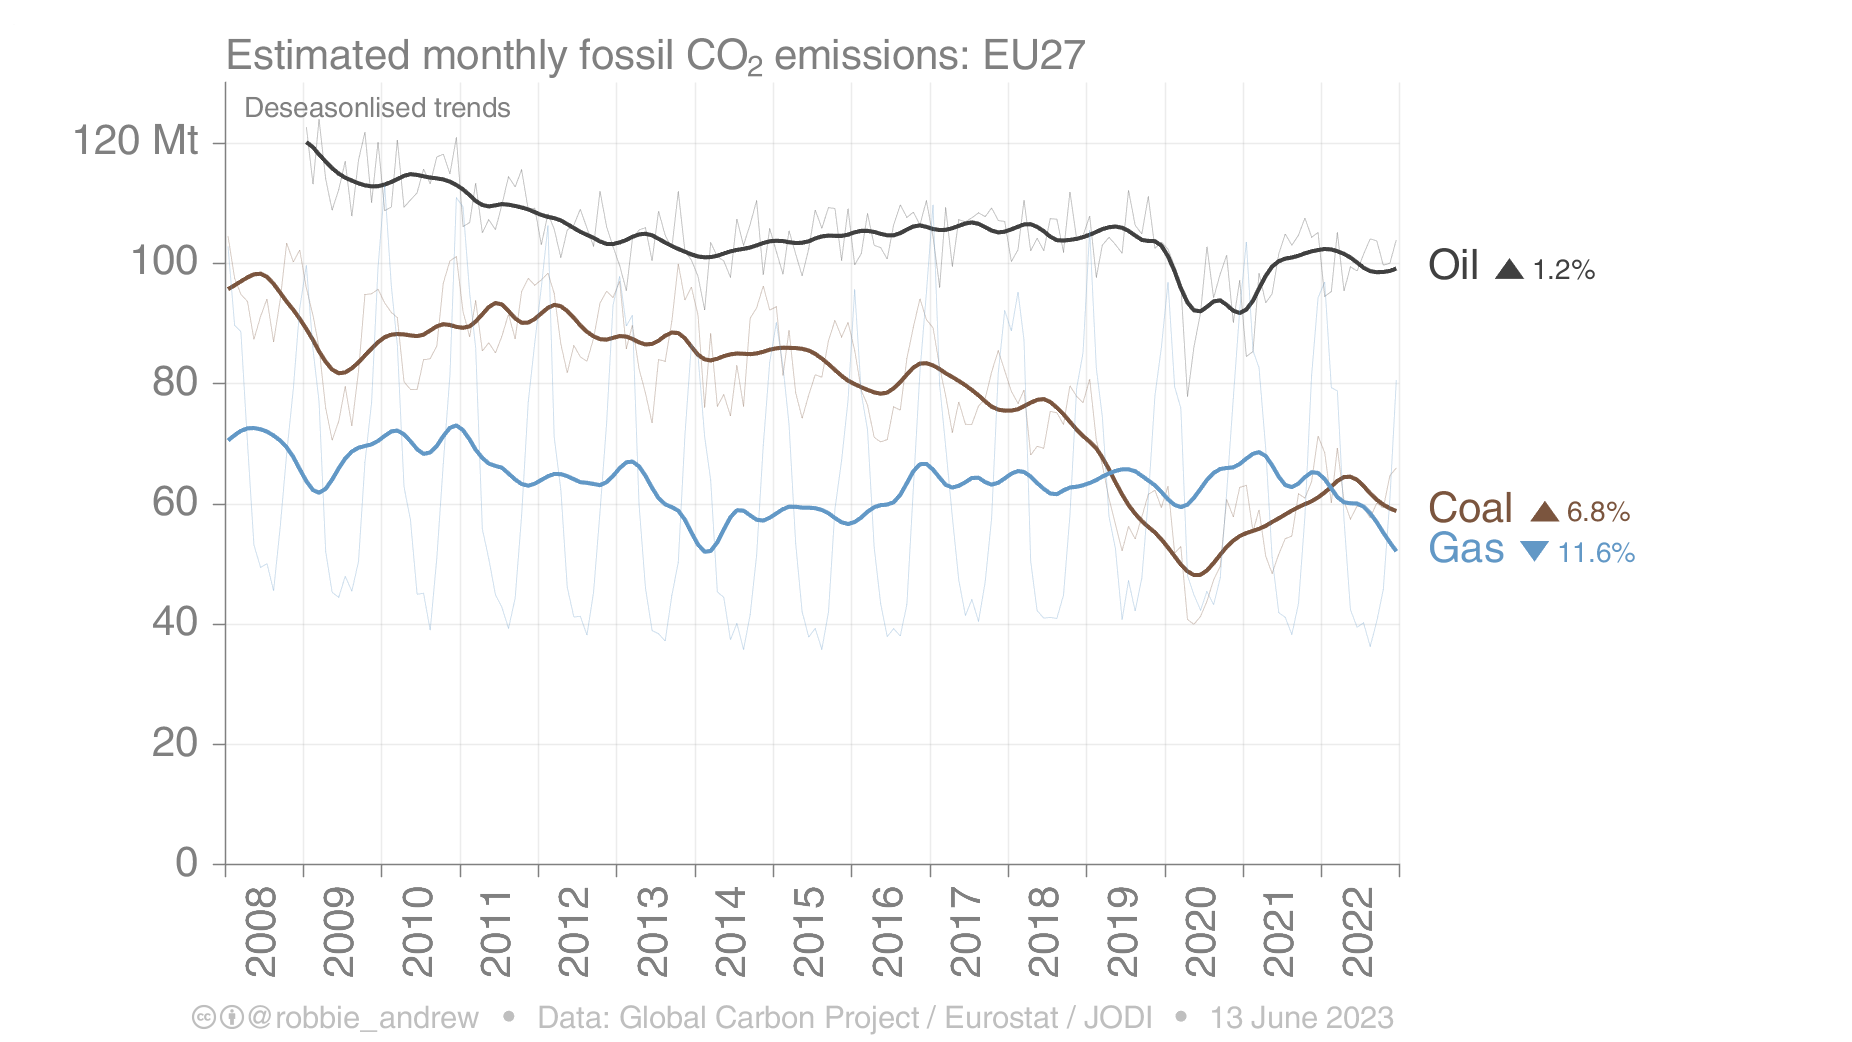 Estimated monthly fossil CO₂ emissions: EU27
Deseasonlised trends
120 Mt
100
80
60
40
20
0
Oil ▲ 1.2%
Coal ▲ 6.8%
Gas ▼ 11.6%
2008 2009 2010 2011 2012 2013 2014 2015 2016 2017 2018 2019 2020 2021 2022
@robbie_andrew • Data: Global Carbon Project / Eurostat / JODI • 13 June 2023